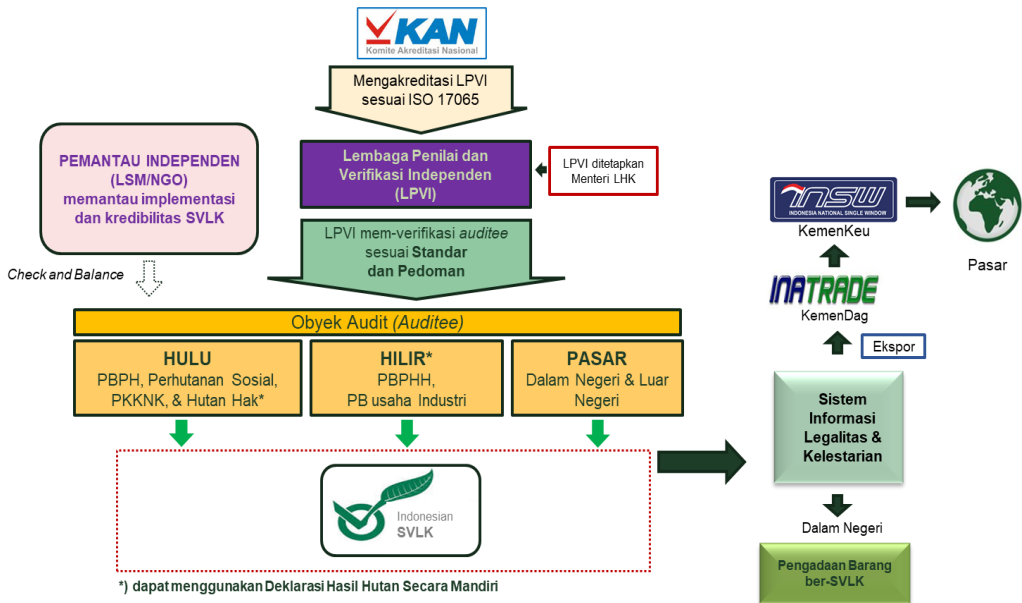 KAN
Komite Akreditasi Nasional
Mengakreditasi LPVI
sesuai ISO 17065
PEMANTAU INDEPENDEN
(LSM/NGO)
memantau implementasi
dan kredibilitas SVLK
Lembaga Penilai dan
Verifikasi Independen
(LPVI)
LPVI ditetapkan
Menteri LHK
LPVI mem-verifikasi auditee
sesuai Standar
dan Pedoman
Check and Balance
Obyek Audit (Auditee)
HULU
PBPH, Perhutanan Sosial,
PKKNK, & Hutan Hak*
HILIR*
PBPHH,
PB usaha Industri
PASAR
Dalam Negeri & Luar
Negeri
Indonesian
SVLK
*) dapat menggunakan Deklarasi Hasil Hutan Secara Mandiri
INSW
INDONESIA NATIONAL SINGLE WINDOW
KemenKeu
Pasar
INATRADE
KemenDag
Ekspor
Sistem
Informasi
Legalitas &
Kelestarian
Dalam Negeri
Pengadaan Barang
ber-SVLK